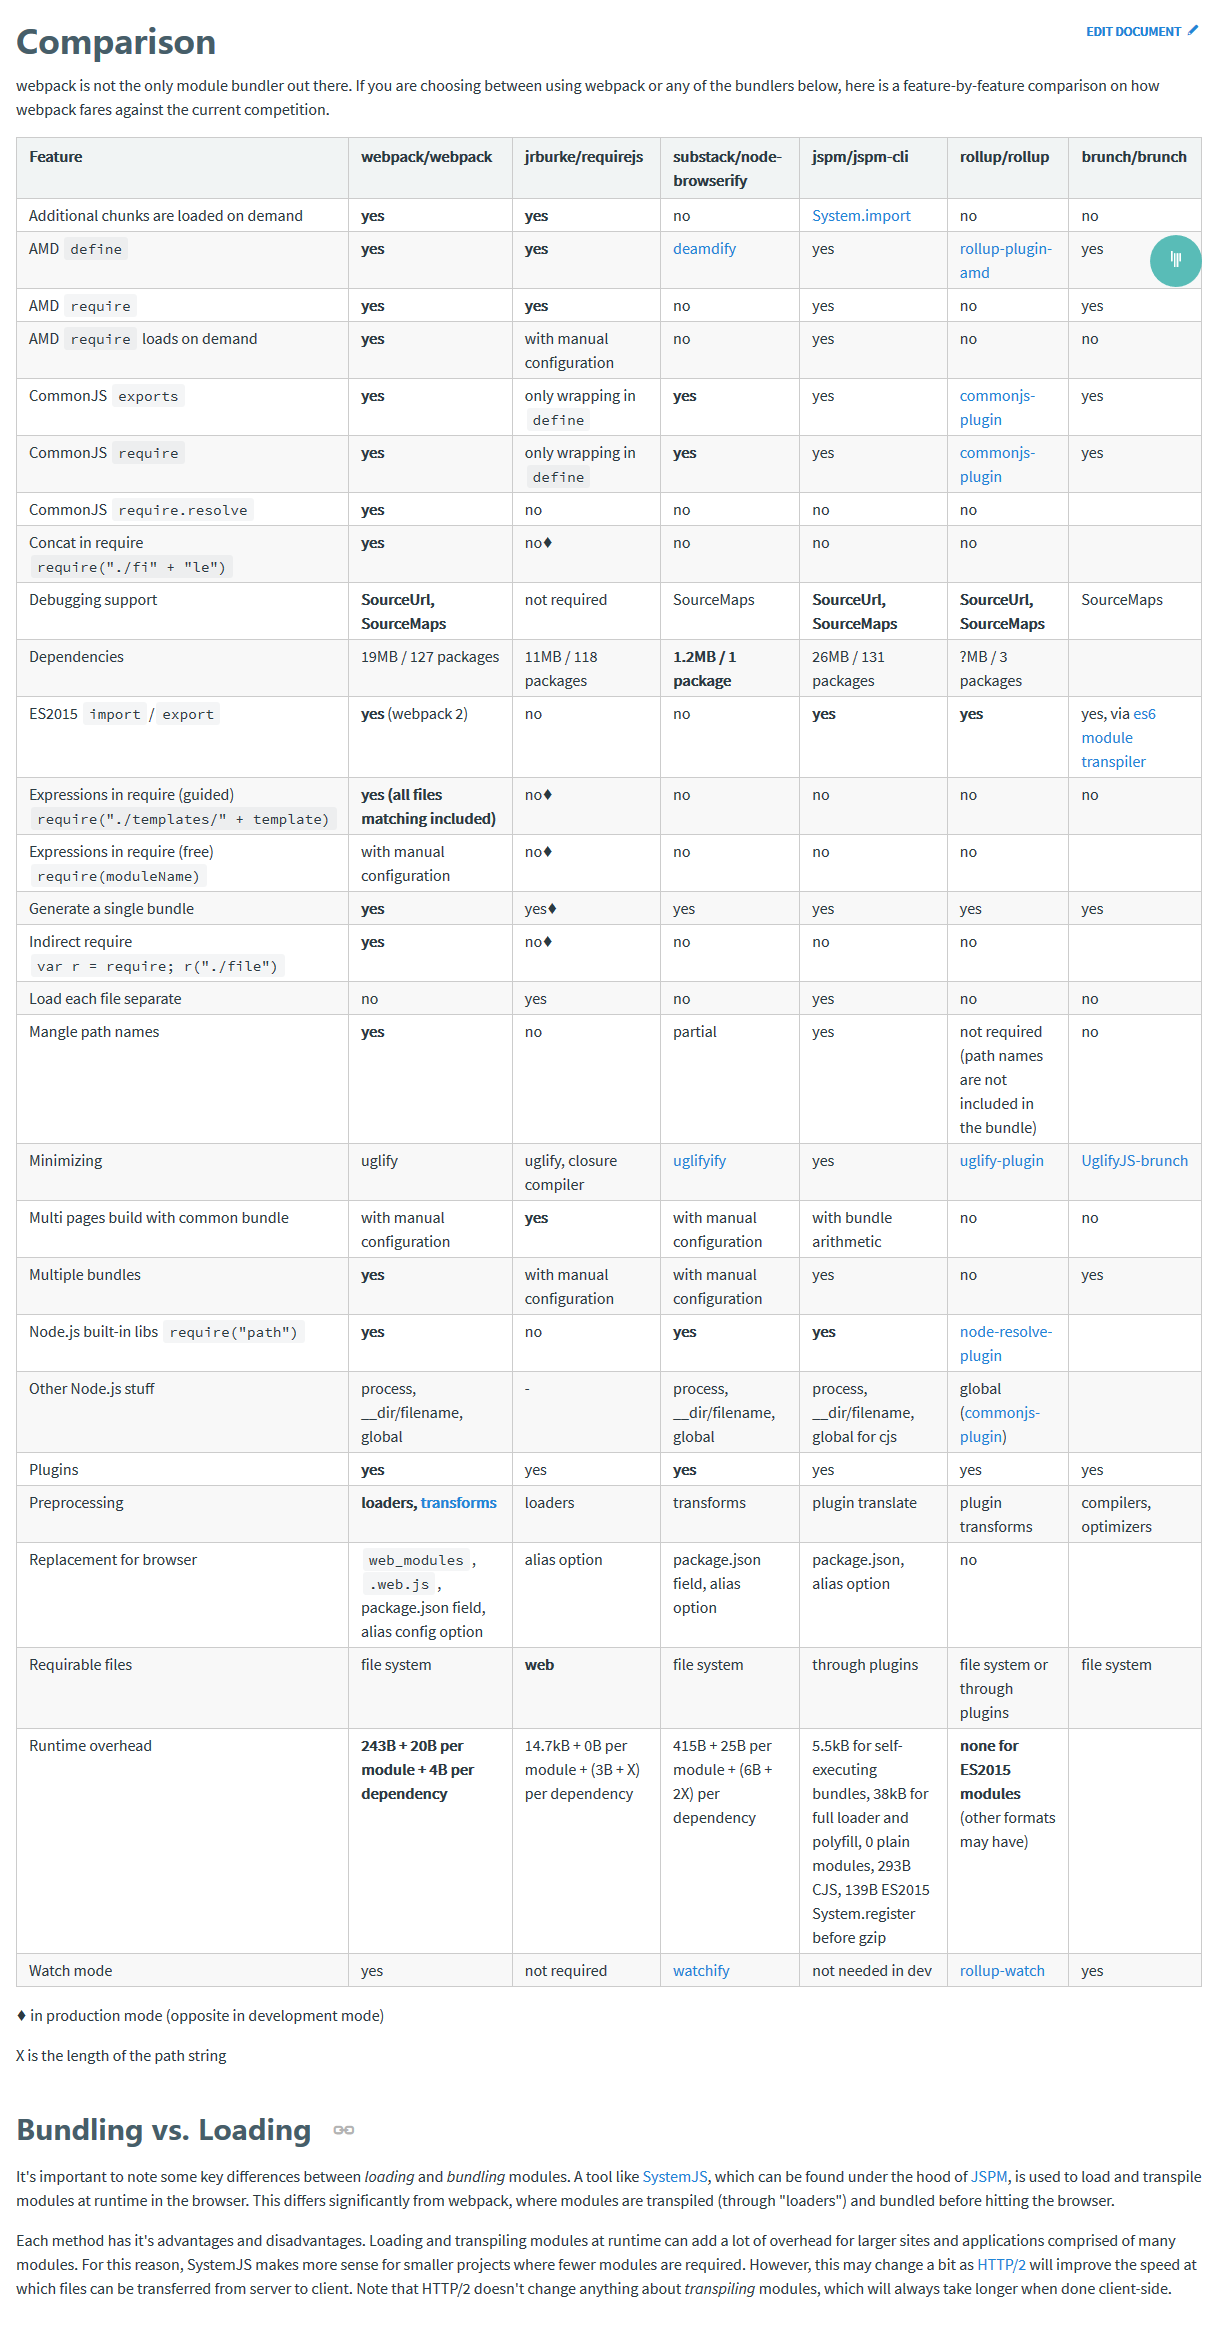 Comparison
EDIT DOCUMENT
webpack is not the only module bundler out there. If you are choosing between using webpack or any of the bundlers below, here is a feature-by-feature comparison on how
webpack fares against the current competition.
Feature webpack/webpack jrburke/requirejs substack/node- jspm/jspm-cli rollup/rollup brunch/brunch
browserify
Additional chunks are loaded on demand yes yes no System.import no no
AMD define yes yes deamdify yes rollup-plugin- yes
amd
AMD require yes yes no yes no yes
AMD require loads on demand yes with manual no yes no no
configuration
CommonJS exports yes only wrapping in yes yes commonjs- yes
define plugin
CommonJS require yes only wrapping in yes yes commonjs- yes
define plugin
CommonJS require.resolve yes no no no no
Concat in require yes no♦ no no no
require("./fi" + "le")
Debugging support SourceUrl, not required SourceMaps SourceUrl, SourceUrl, SourceMaps
SourceMaps SourceMaps SourceMaps
Dependencies 19MB / 127 packages 11MB / 118 1.2MB / 1 26MB / 131 ?MB / 3
packages package packages packages
ES2015 import / export yes (webpack 2) no no yes yes yes, via es6
module
transpiler
Expressions in require (guided) yes (all files no♦ no no no no
require("./templates/" + template) matching included)
Expressions in require (free) with manual no♦ no no no
require(moduleName) configuration
Generate a single bundle yes yes♦ yes yes yes yes
Indirect require yes no♦ no no no
var r = require; r("./file")
Load each file separate no yes no yes no no
Mangle path names yes no partial yes not required no
(path names
are not
included in
the bundle)
Minimizing uglify uglify, closure uglifyify yes uglify-plugin UglifyJS-brunch
compiler
Multi pages build with common bundle with manual yes with manual with bundle no no
configuration configuration arithmetic
Multiple bundles yes with manual with manual yes no yes
configuration configuration
Node.js built-in libs require("path") yes no yes yes node-resolve-
plugin
Other Node.js stuff process, - process, process, global
__dir/filename, __dir/filename, __dir/filename, (commonjs-
global global global for cjs plugin)
Plugins yes yes yes yes yes yes
Preprocessing loaders, transforms loaders transforms plugin translate plugin compilers,
transforms optimizers
Replacement for browser web_modules , alias option package.json package.json, no
.web.js , field, alias alias option
package.json field, option
alias config option
Requirable files file system web file system through plugins file system or file system
through
plugins
Runtime overhead 243B + 20B per 14.7kB + 0B per 415B + 25B per 5.5kB for self- none for
module + 4B per module + (3B + X) module + (6B + executing ES2015
dependency per dependency 2X) per bundles, 38kB for modules
dependency full loader and (other formats
polyfill, 0 plain may have)
modules, 293B
CJS, 139B ES2015
System.register
before gzip
Watch mode yes not required watchify not needed in dev rollup-watch yes
♦ in production mode (opposite in development mode)
X is the length of the path string
Bundling vs. Loading
It's important to note some key differences between loading and bundling modules. A tool like SystemJS, which can be found under the hood of JSPM, is used to load and transpile
modules at runtime in the browser. This differs significantly from webpack, where modules are transpiled (through "loaders") and bundled before hitting the browser.
Each method has it's advantages and disadvantages. Loading and transpiling modules at runtime can add a lot of overhead for larger sites and applications comprised of many
modules. For this reason, SystemJS makes more sense for smaller projects where fewer modules are required. However, this may change a bit as HTTP/2 will improve the speed at
which files can be transferred from server to client. Note that HTTP/2 doesn't change anything about transpiling modules, which will always take longer when done client-side.